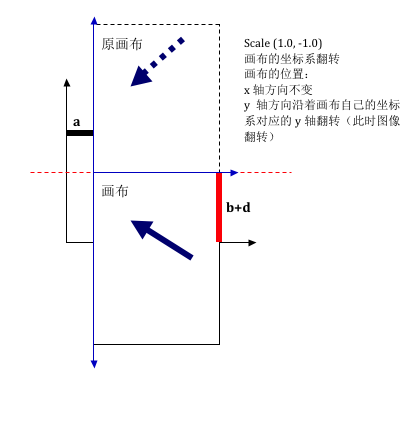 原画布
Scale (1.0, -1.0)
画布的坐标系翻转
画布的位置：
x 轴方向不变
y 轴方向沿着画布自己的坐标
系对应的 y 轴翻转（此时图像
翻转）
a
画布
b+d